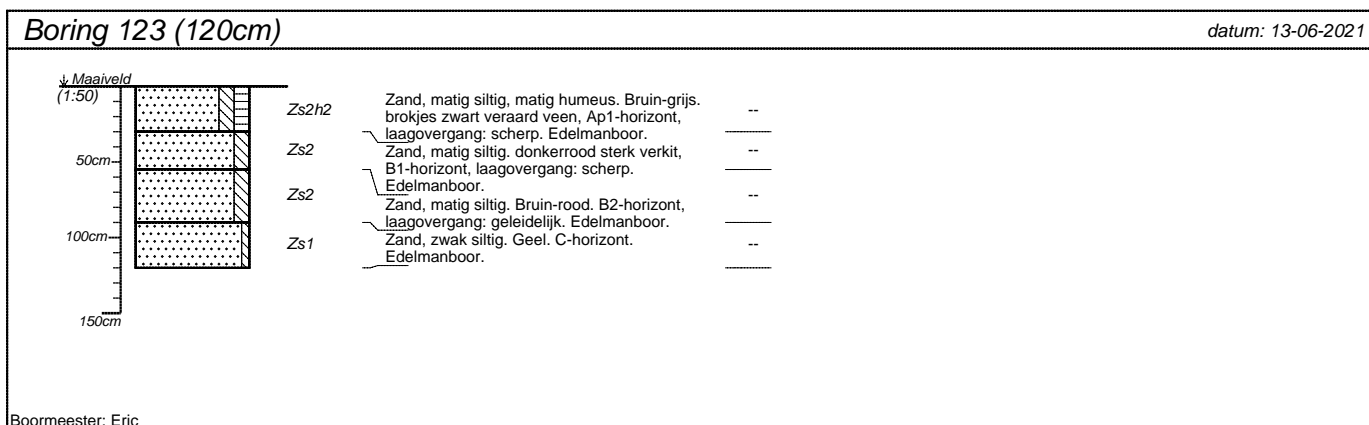 Boring 123 (120cm)
datum: 13-06-2021
Maaiveld
(1:50)
50cm
100cm
150cm
Zs2h2
Zand, matig siltig, matig humeus. Bruin-grijs.
brokjes zwart veraard veen, Ap1-horizont,
laagovergang: scherp. Edelmanboor.
--
Zs2
Zand, matig siltig. donkerrood sterk verkit,
B1-horizont, laagovergang: scherp.
Edelmanboor.
--
Zs2
Zand, matig siltig. Bruin-rood. B2-horizont,
laagovergang: geleidelijk. Edelmanboor.
--
Zs1
Zand, zwak siltig. Geel. C-horizont.
Edelmanboor.
--
Boormeester: Eric